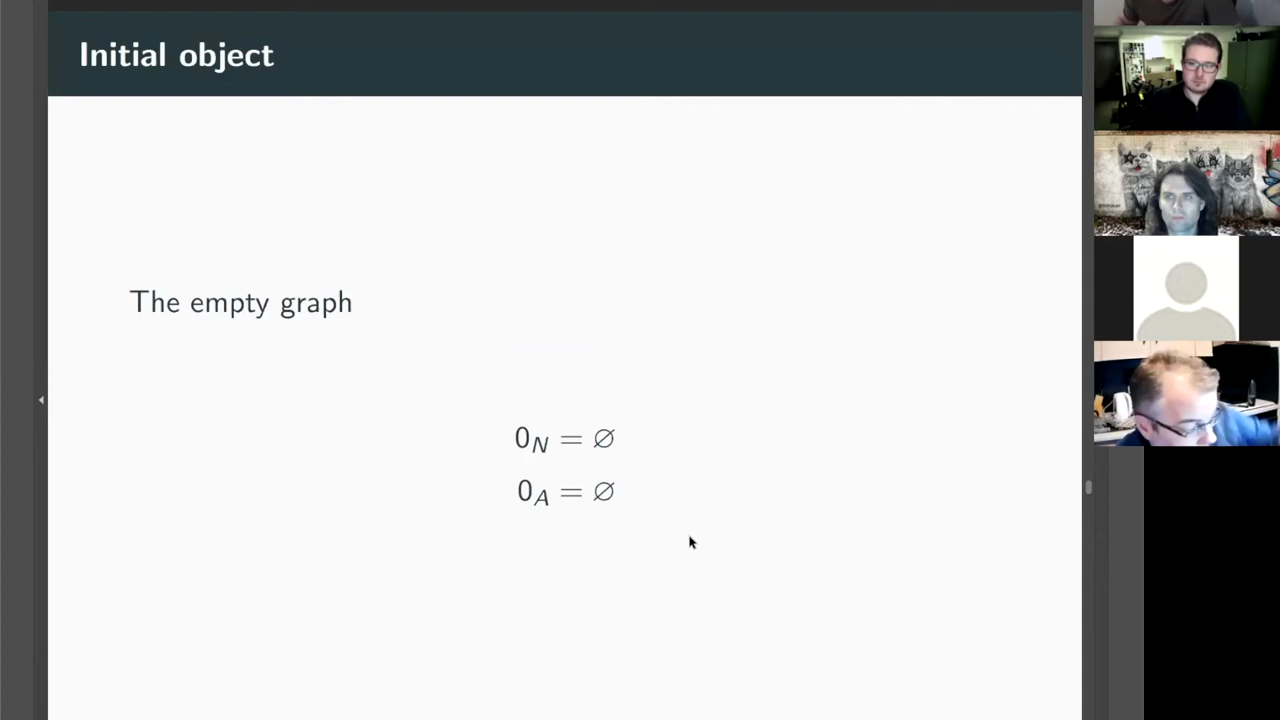 Initial object
The empty graph
0_N = ∅
0_A = ∅